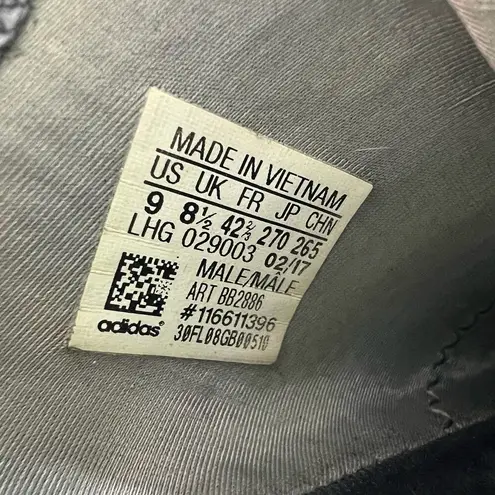 MADE IN VIETNAM
US UK FR JP CHN
9 8½ 42⅔ 270 265
LHG 029003 02/17
MALE/MÂLE
ART BB2886
#116611396
adidas
30FL08GB00510